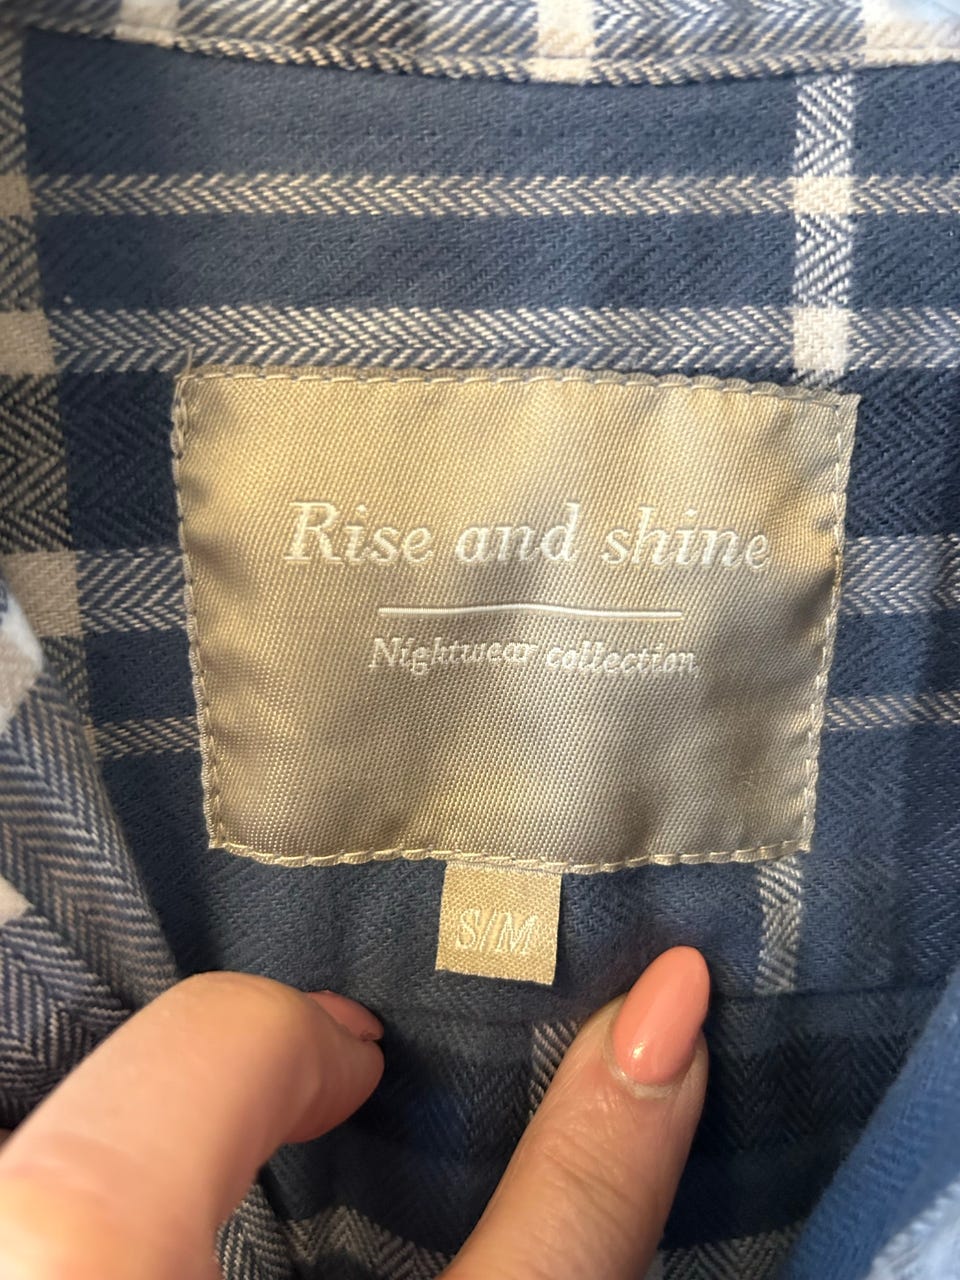 Rise and shine
Nightwear collection
S/M